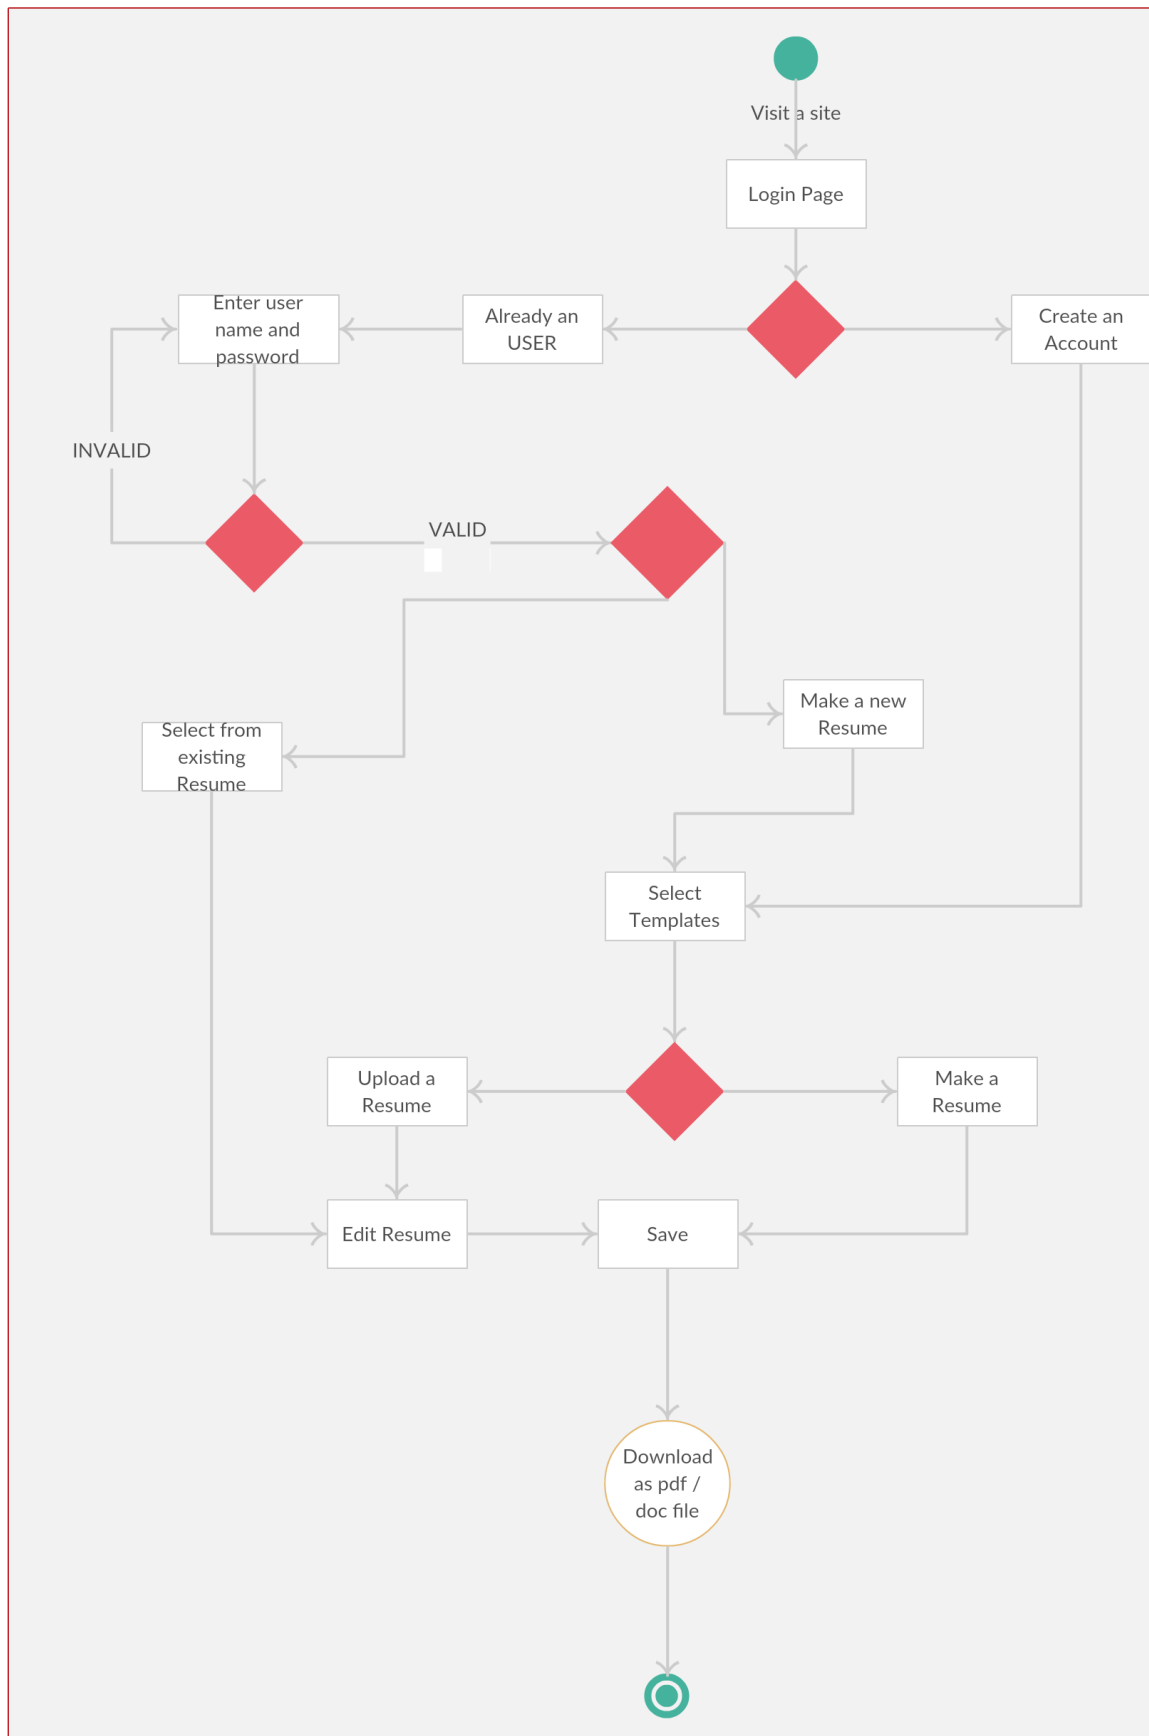 Visit a site
Login Page
Enter user
name and
password
Already an
USER
Create an
Account
INVALID
VALID
Make a new
Resume
Select from
existing
Resume
Select
Templates
Upload a
Resume
Make a
Resume
Edit Resume
Save
Download
as pdf /
doc file